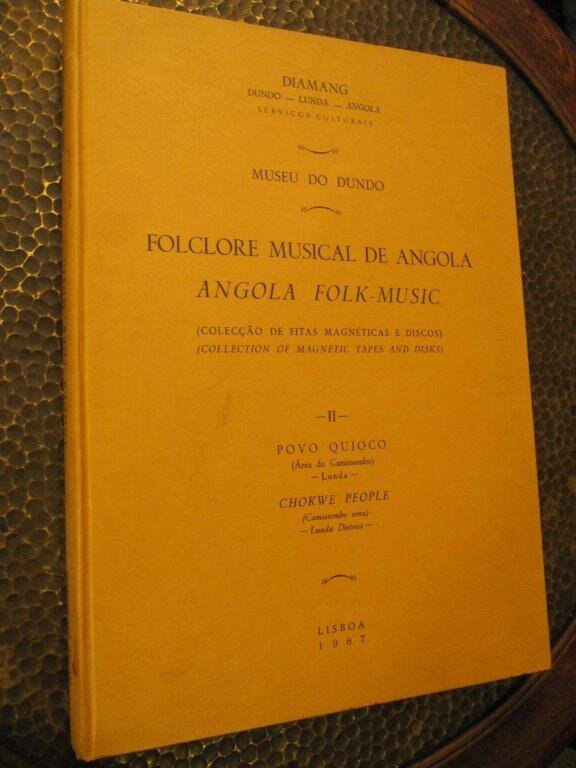 DIAMANG
DUNDO — LUNDA — ANGOLA
SERVIÇOS CULTURAIS
MUSEU DO DUNDO
FOLCLORE MUSICAL DE ANGOLA
ANGOLA FOLK-MUSIC
(COLECÇÃO DE FITAS MAGNÉTICAS E DISCOS)
(COLLECTION OF MAGNETIC TAPES AND DISKS)
—II—
POVO QUIOCO
(Área do Camissombo)
— Lunda —
CHOKWE PEOPLE
(Camissombo area)
— Lunda District —
LISBOA
1967